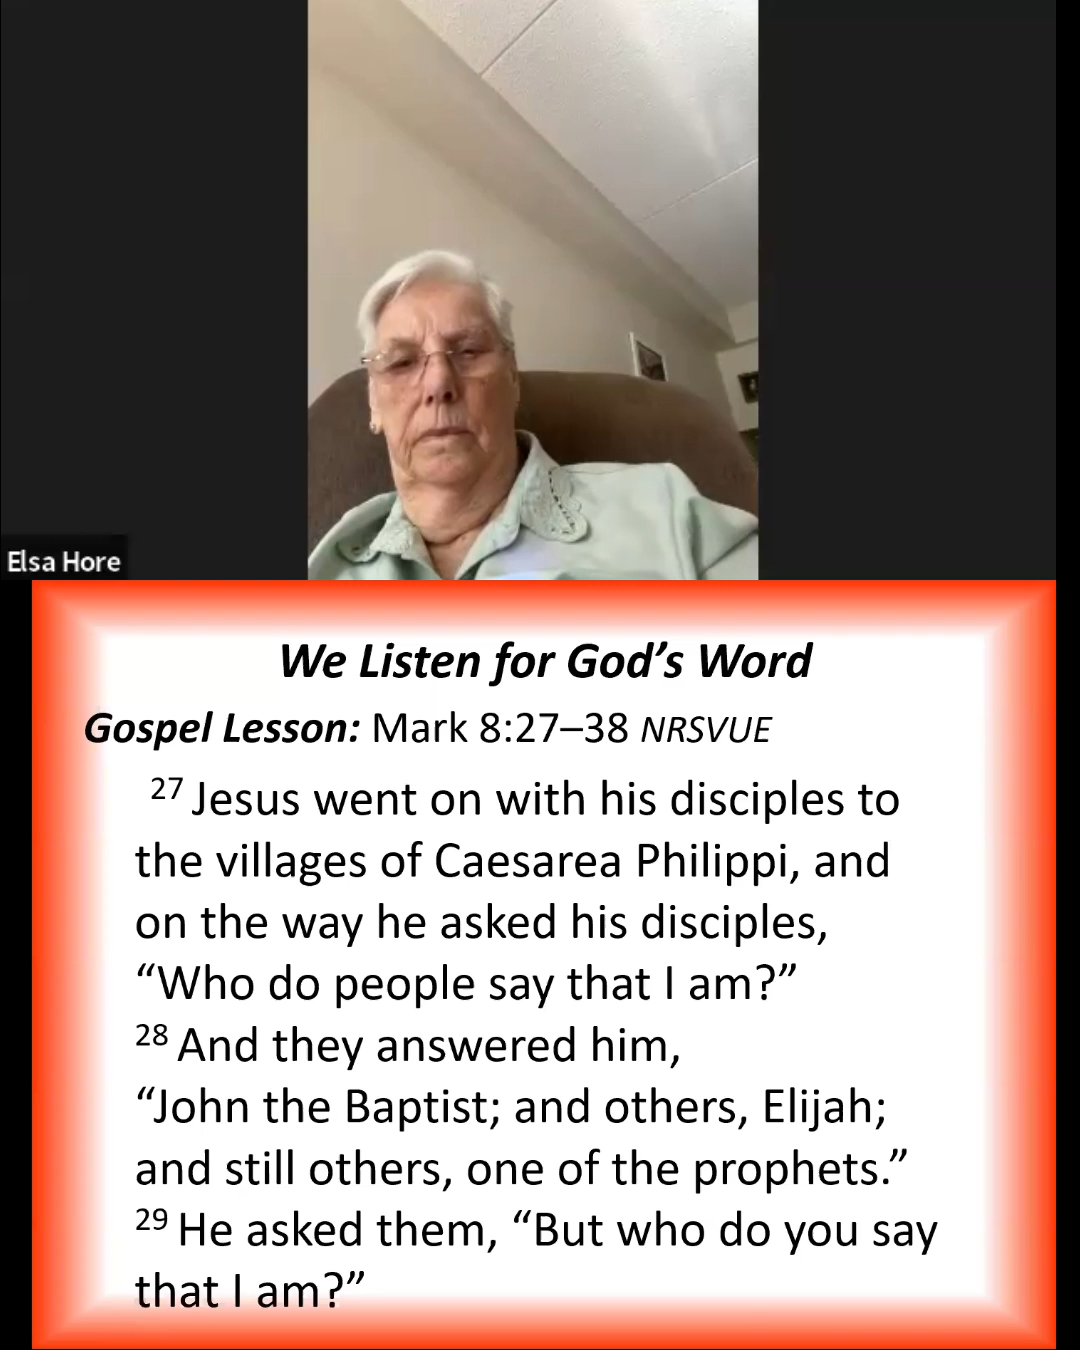 Elsa Hore
We Listen for God’s Word
Gospel Lesson: Mark 8:27–38 NRSVUE
27 Jesus went on with his disciples to
the villages of Caesarea Philippi, and
on the way he asked his disciples,
“Who do people say that I am?”
28 And they answered him,
“John the Baptist; and others, Elijah;
and still others, one of the prophets.”
29 He asked them, “But who do you say
that I am?”